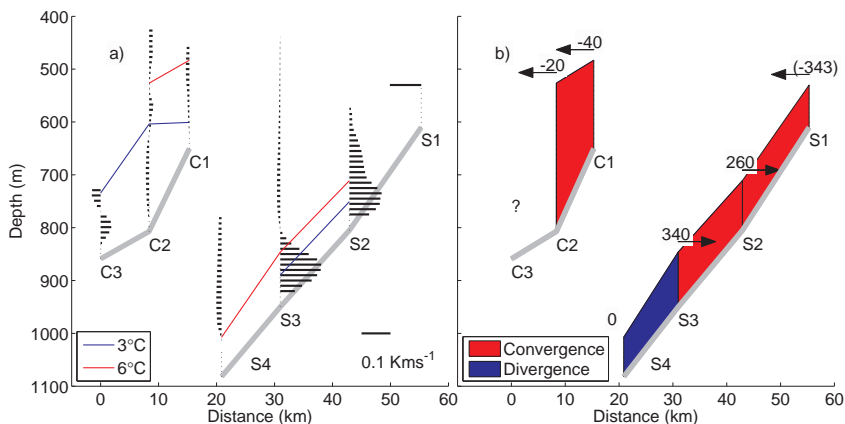 400
500
600
700
800
900
1000
1100
Depth (m)
a)
C1
C2
C3
S1
S2
S3
S4
3°C
6°C
0.1 Kms⁻¹
0 10 20 30 40 50 60
Distance (km)
b)
-40
-20
(-343)
260
340
0
?
C1
C2
C3
S1
S2
S3
S4
Convergence
Divergence
0 10 20 30 40 50 60
Distance (km)